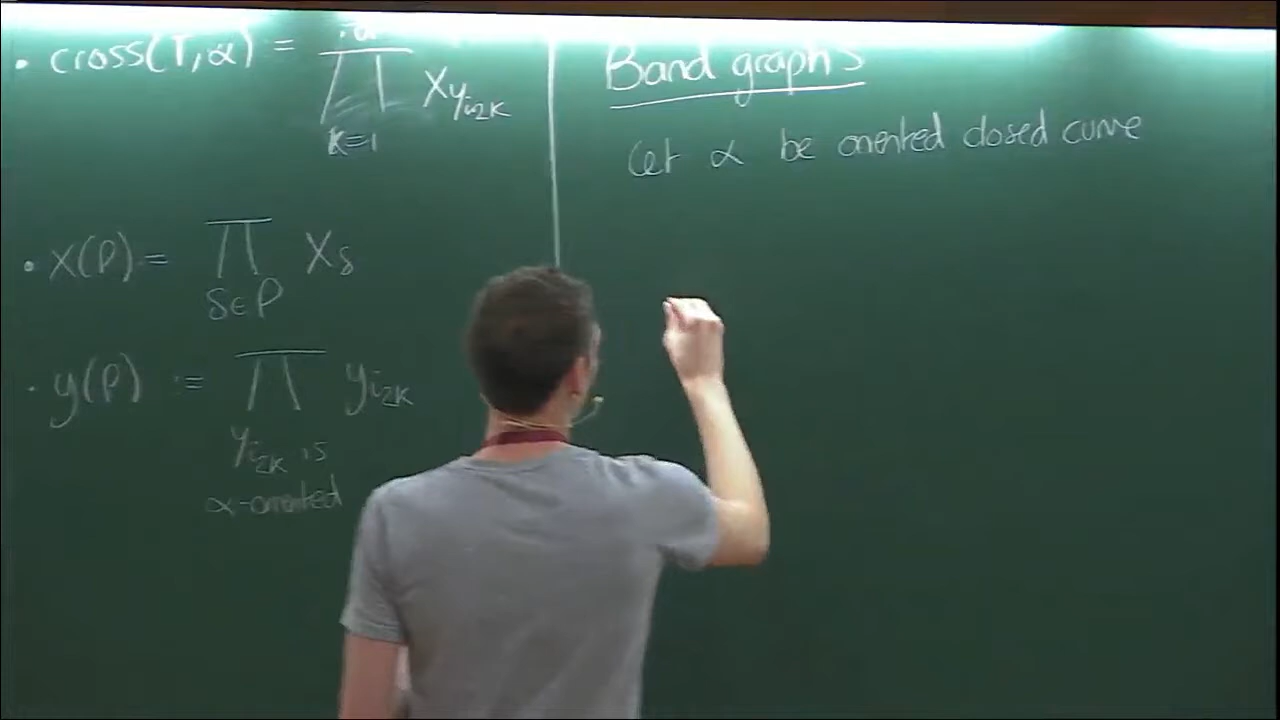 • cross(T, α) = ∏ x_{y_{i_{2k}}}
k=1
• x(P) = ∏ x_δ
δ∈P
• y(P) := ∏ y_{i_{2k}}
y_{i_{2k}} is
α-oriented
Band graphs
Let α be oriented closed curve